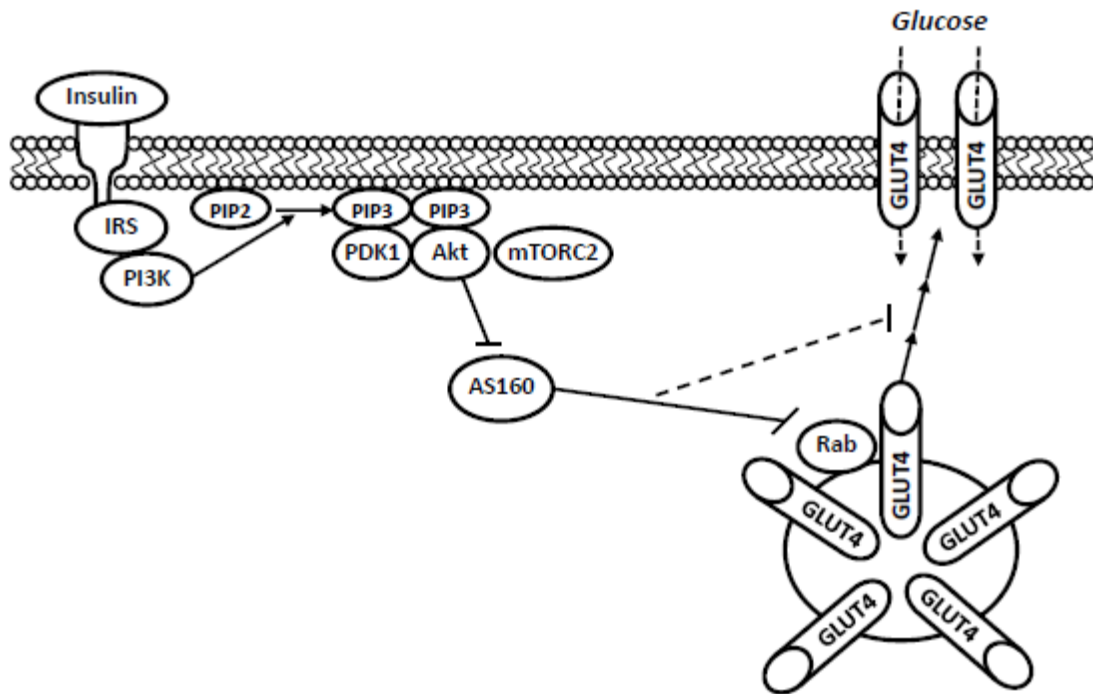 Glucose
Insulin
GLUT4
GLUT4
PIP2
PIP3
PIP3
IRS
PDK1
Akt
mTORC2
PI3K
AS160
Rab
GLUT4
GLUT4
GLUT4
GLUT4
GLUT4